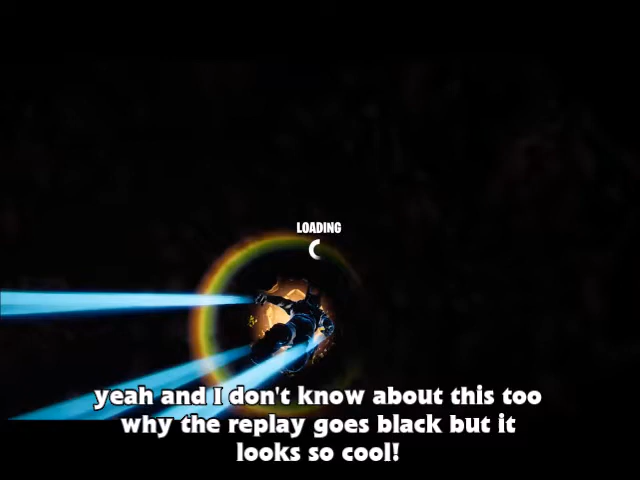 LOADING
yeah and I don't know about this too
why the replay goes black but it
looks so cool!